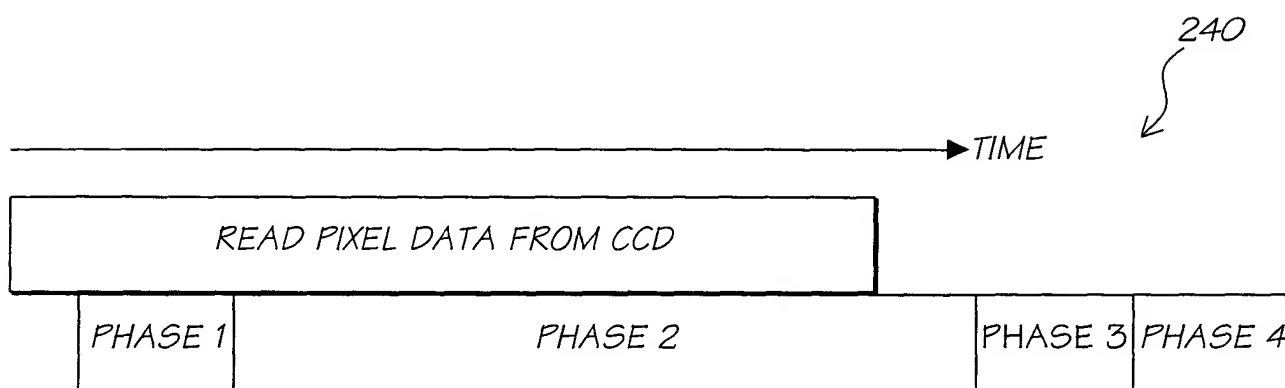 240
TIME
READ PIXEL DATA FROM CCD
PHASE 1 PHASE 2 PHASE 3 PHASE 4